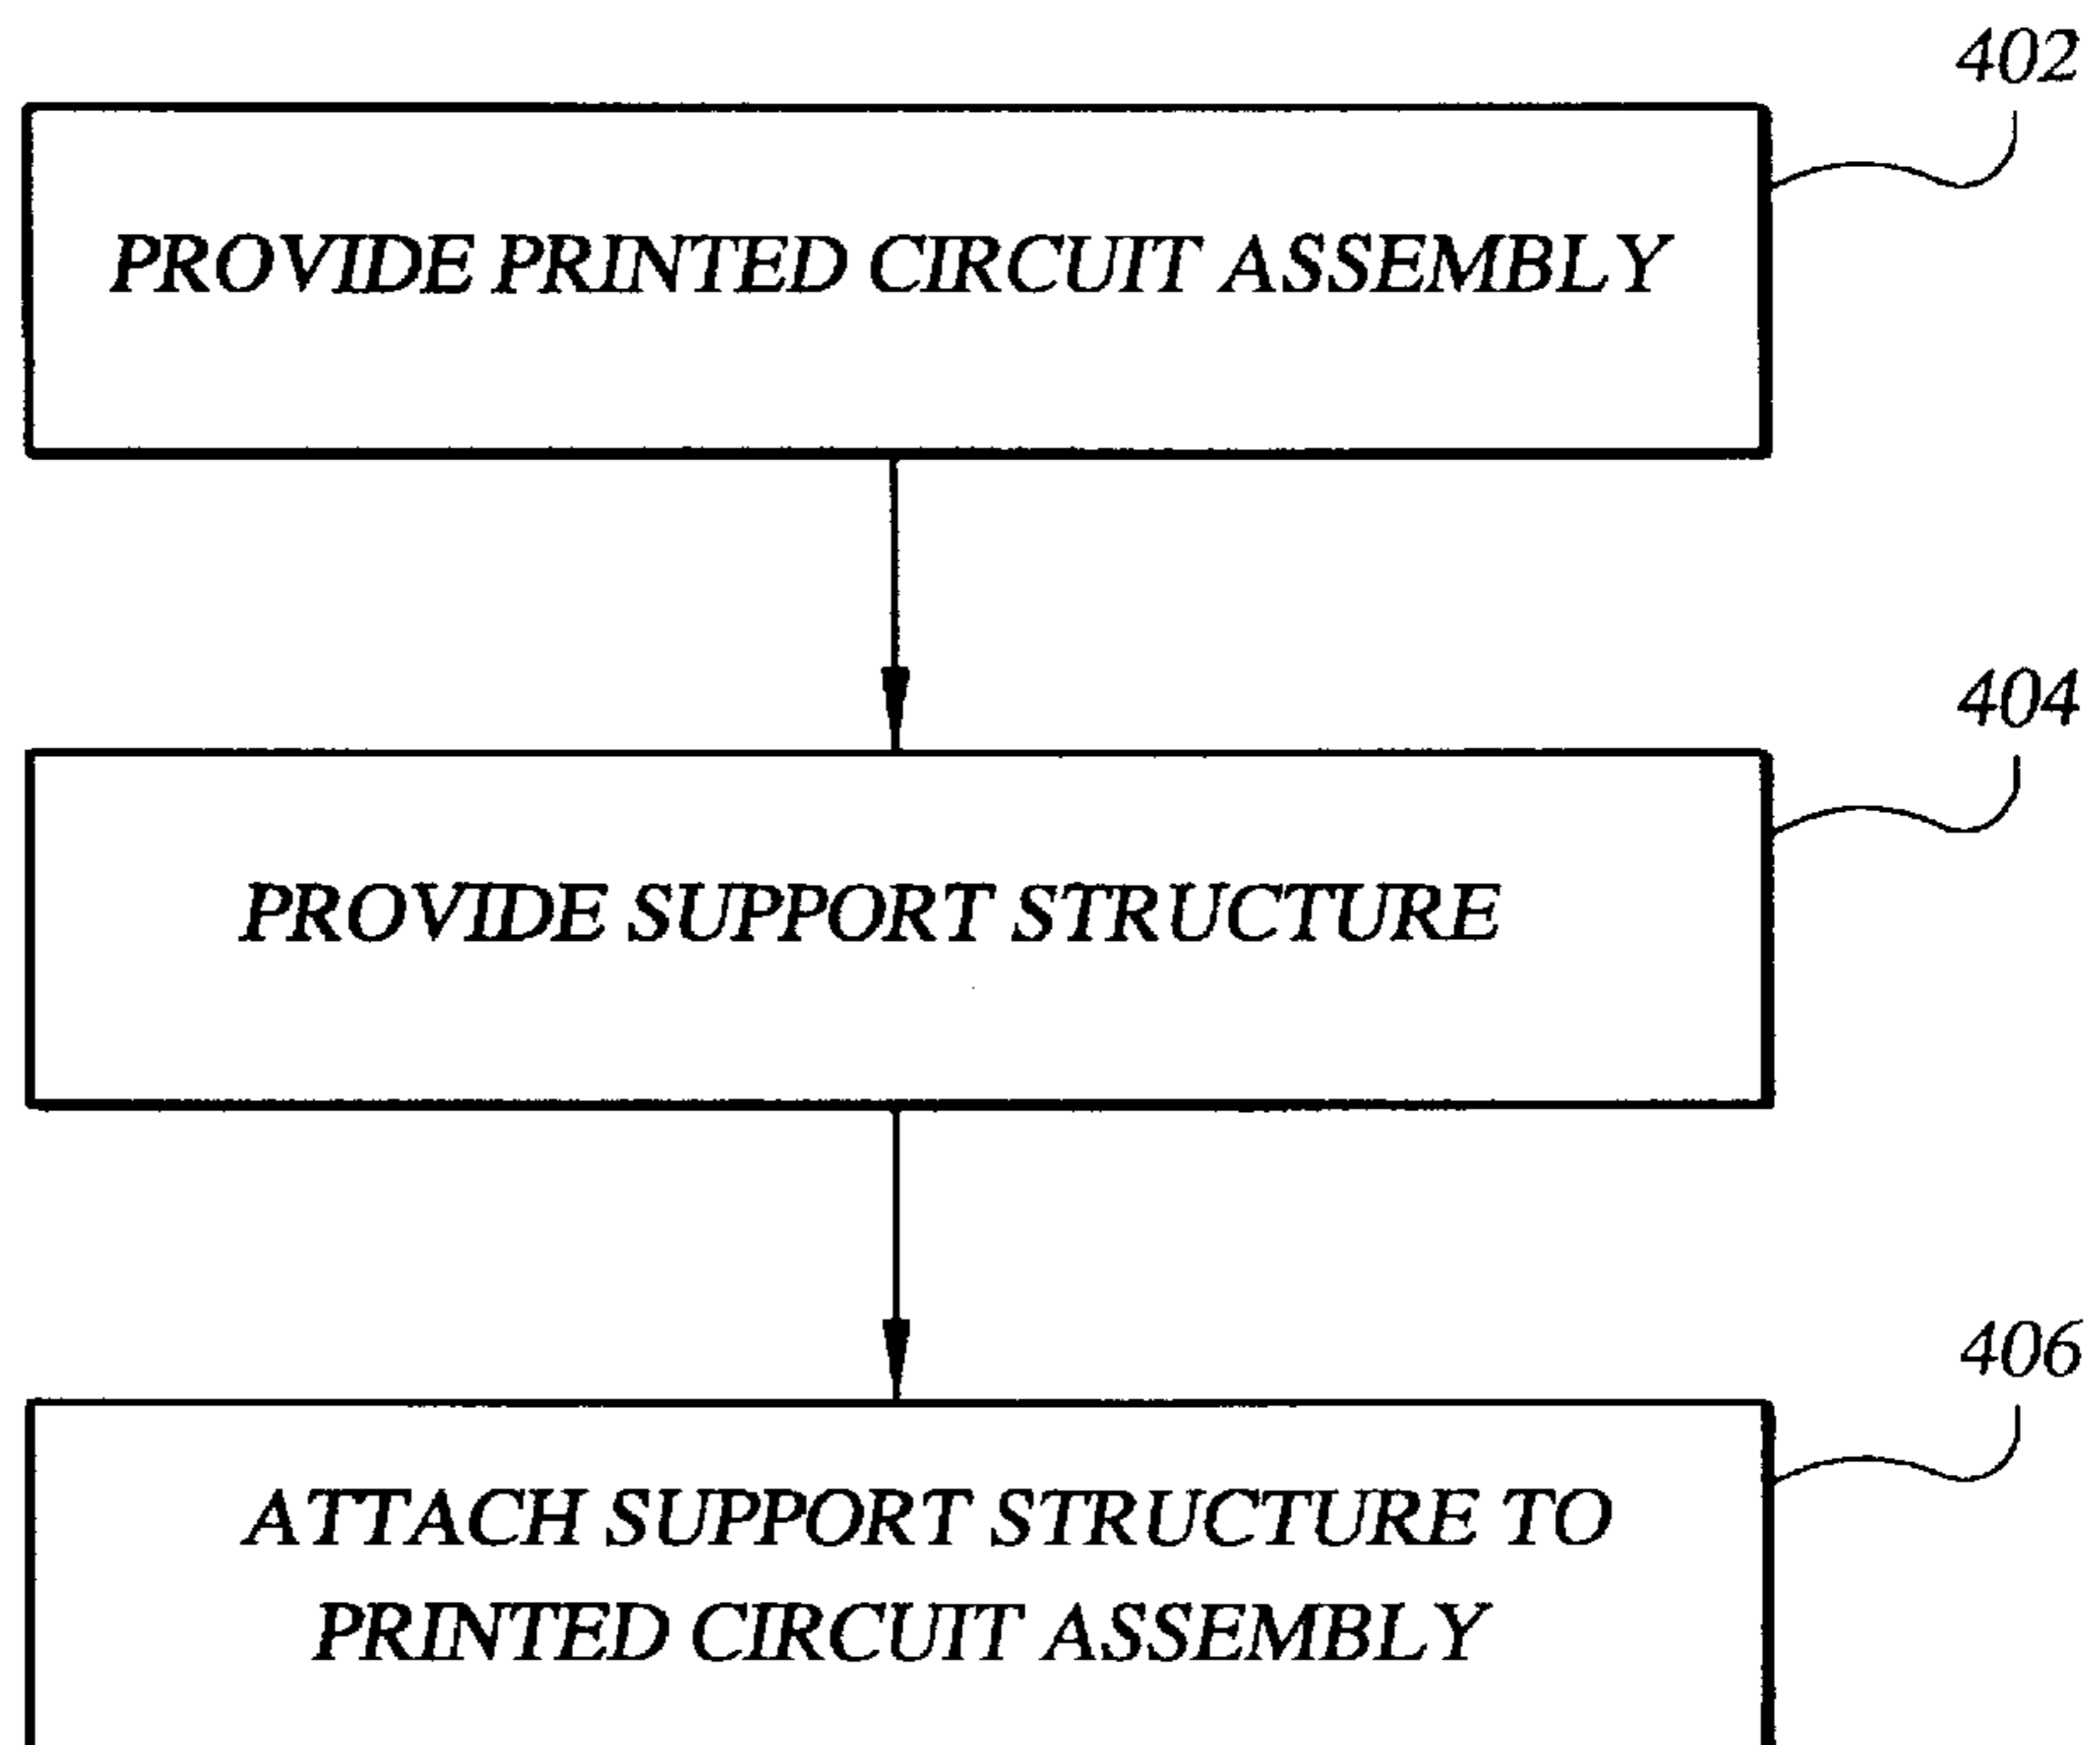 402
PROVIDE PRINTED CIRCUIT ASSEMBLY
404
PROVIDE SUPPORT STRUCTURE
406
ATTACH SUPPORT STRUCTURE TO
PRINTED CIRCUIT ASSEMBLY